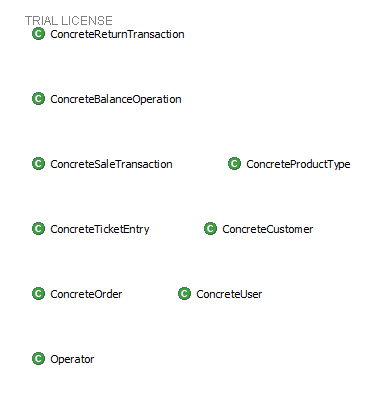 TRIAL LICENSE
C ConcreteReturnTransaction
C ConcreteBalanceOperation
C ConcreteSaleTransaction C ConcreteProductType
C ConcreteTicketEntry C ConcreteCustomer
C ConcreteOrder C ConcreteUser
C Operator